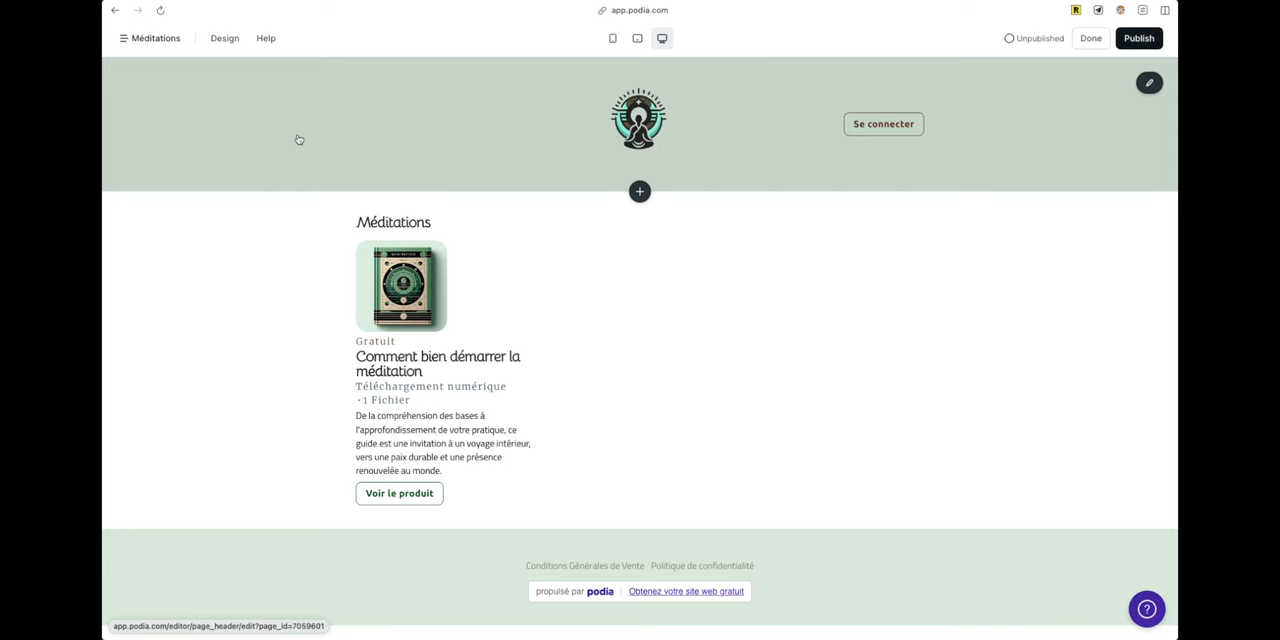 app.podia.com
R
Méditations
Design
Help
Unpublished
Done
Publish
Se connecter
Méditations
Gratuit
Comment bien démarrer la
méditation
Téléchargement numérique
· 1 Fichier
De la compréhension des bases à
l'approfondissement de votre pratique, ce
guide est une invitation à un voyage intérieur,
vers une paix durable et une présence
renouvelée au monde.
Voir le produit
Conditions Générales de Vente Politique de confidentialité
propulsé par podia Obtenez votre site web gratuit
app.podia.com/editor/page_header/edit?page_id=7059601